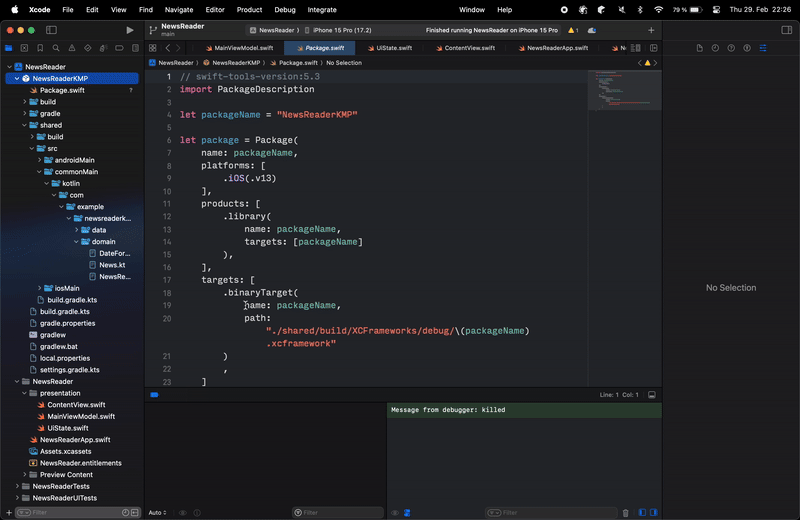 Xcode File Edit View Find Navigate Editor Product Debug Integrate Window Help 79 % Thu 29. Feb 22:26
NewsReader
main
NewsReader 〉 iPhone 15 Pro (17.2)
Finished running NewsReader on iPhone 15 Pro
1
MainViewModel.swift Package.swift UiState.swift ContentView.swift NewsReaderApp.swift
NewsReader 〉 NewsReaderKMP 〉 Package.swift 〉 No Selection
NewsReader
NewsReaderKMP
Package.swift ?
build
gradle
shared
build
src
androidMain
commonMain
kotlin
com
example
newsreaderk...
data
domain
DateFor...
News.kt
NewsRe...
iosMain
build.gradle.kts
build.gradle.kts
gradle.properties
gradlew
gradlew.bat
local.properties
settings.gradle.kts
NewsReader
presentation
ContentView.swift
MainViewModel.swift
UiState.swift
NewsReaderApp.swift
Assets.xcassets
NewsReader.entitlements
Preview Content
NewsReaderTests
NewsReaderUITests
Filter
1 // swift-tools-version:5.3
2 import PackageDescription
3
4 let packageName = "NewsReaderKMP"
5
6 let package = Package(
7 name: packageName,
8 platforms: [
9 .iOS(.v13)
10 ],
11 products: [
12 .library(
13 name: packageName,
14 targets: [packageName]
15 ),
16 ],
17 targets: [
18 .binaryTarget(
19 name: packageName,
20 path:
"./shared/build/XCFrameworks/debug/\(packageName)
.xcframework"
21 )
22 ,
23 ]
Line: 1 Col: 1
Message from debugger: killed
Auto
Filter
Filter
No Selection